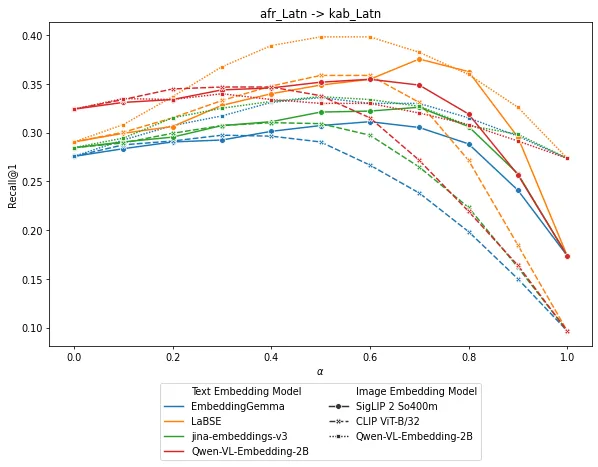 afr_Latn -> kab_Latn
Recall@1
0.40
0.35
0.30
0.25
0.20
0.15
0.10
0.0 0.2 0.4 0.6 0.8 1.0
α
Text Embedding Model
EmbeddingGemma
LaBSE
jina-embeddings-v3
Qwen-VL-Embedding-2B
Image Embedding Model
SigLIP 2 So400m
CLIP ViT-B/32
Qwen-VL-Embedding-2B